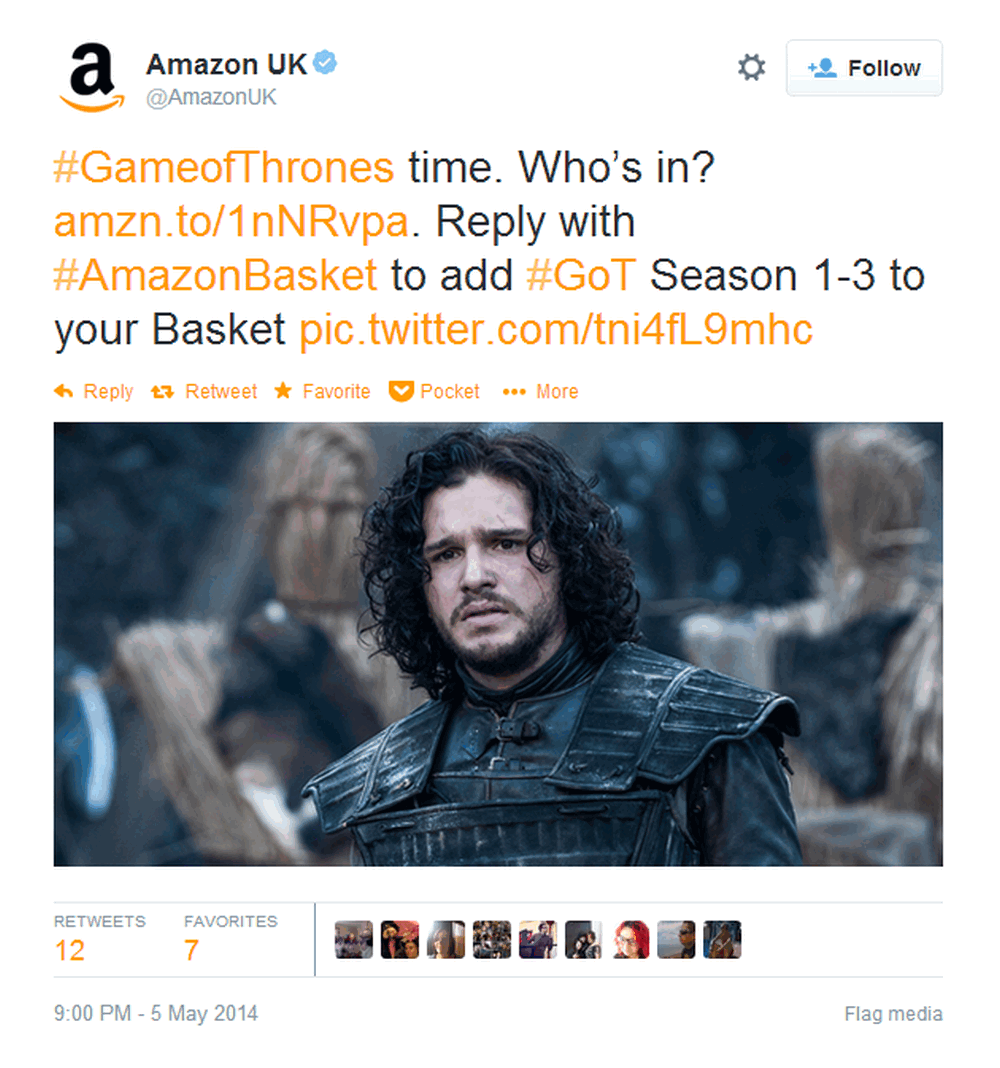 a
Amazon UK
@AmazonUK
Follow
#GameofThrones time. Who’s in?
amzn.to/1nNRvpa. Reply with
#AmazonBasket to add #GoT Season 1-3 to
your Basket pic.twitter.com/tni4fL9mhc
Reply Retweet Favorite Pocket More
RETWEETS FAVORITES
12 7
9:00 PM - 5 May 2014 Flag media